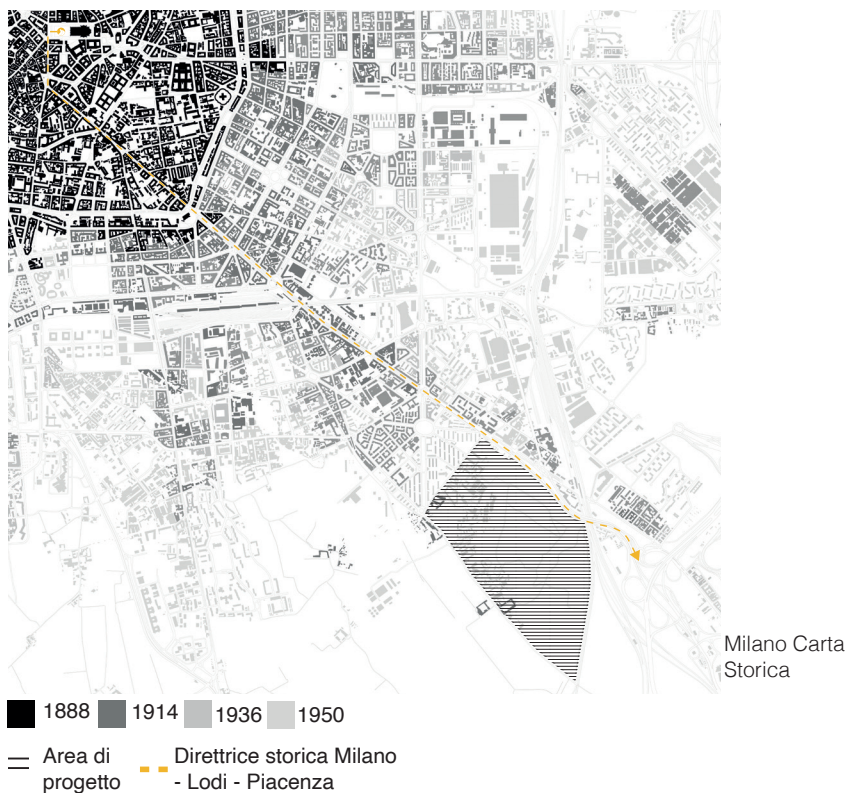 Milano Carta
Storica
1888 1914 1936 1950
Area di
progetto
Direttrice storica Milano
- Lodi - Piacenza